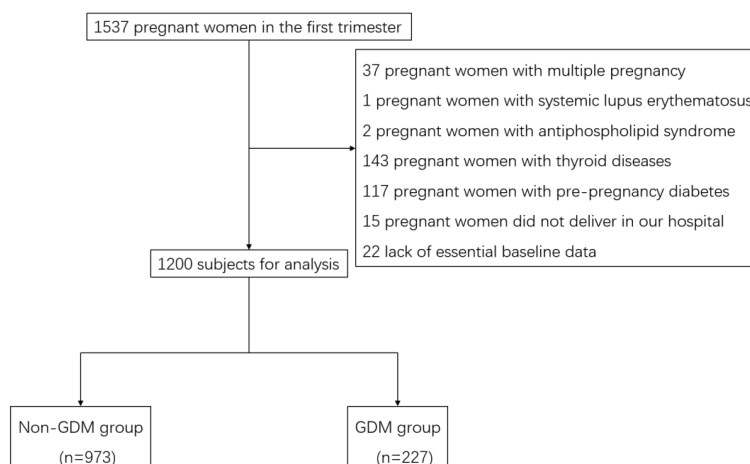 1537 pregnant women in the first trimester
37 pregnant women with multiple pregnancy
1 pregnant women with systemic lupus erythematosus
2 pregnant women with antiphospholipid syndrome
143 pregnant women with thyroid diseases
117 pregnant women with pre-pregnancy diabetes
15 pregnant women did not deliver in our hospital
22 lack of essential baseline data
1200 subjects for analysis
Non-GDM group
(n=973)
GDM group
(n=227)